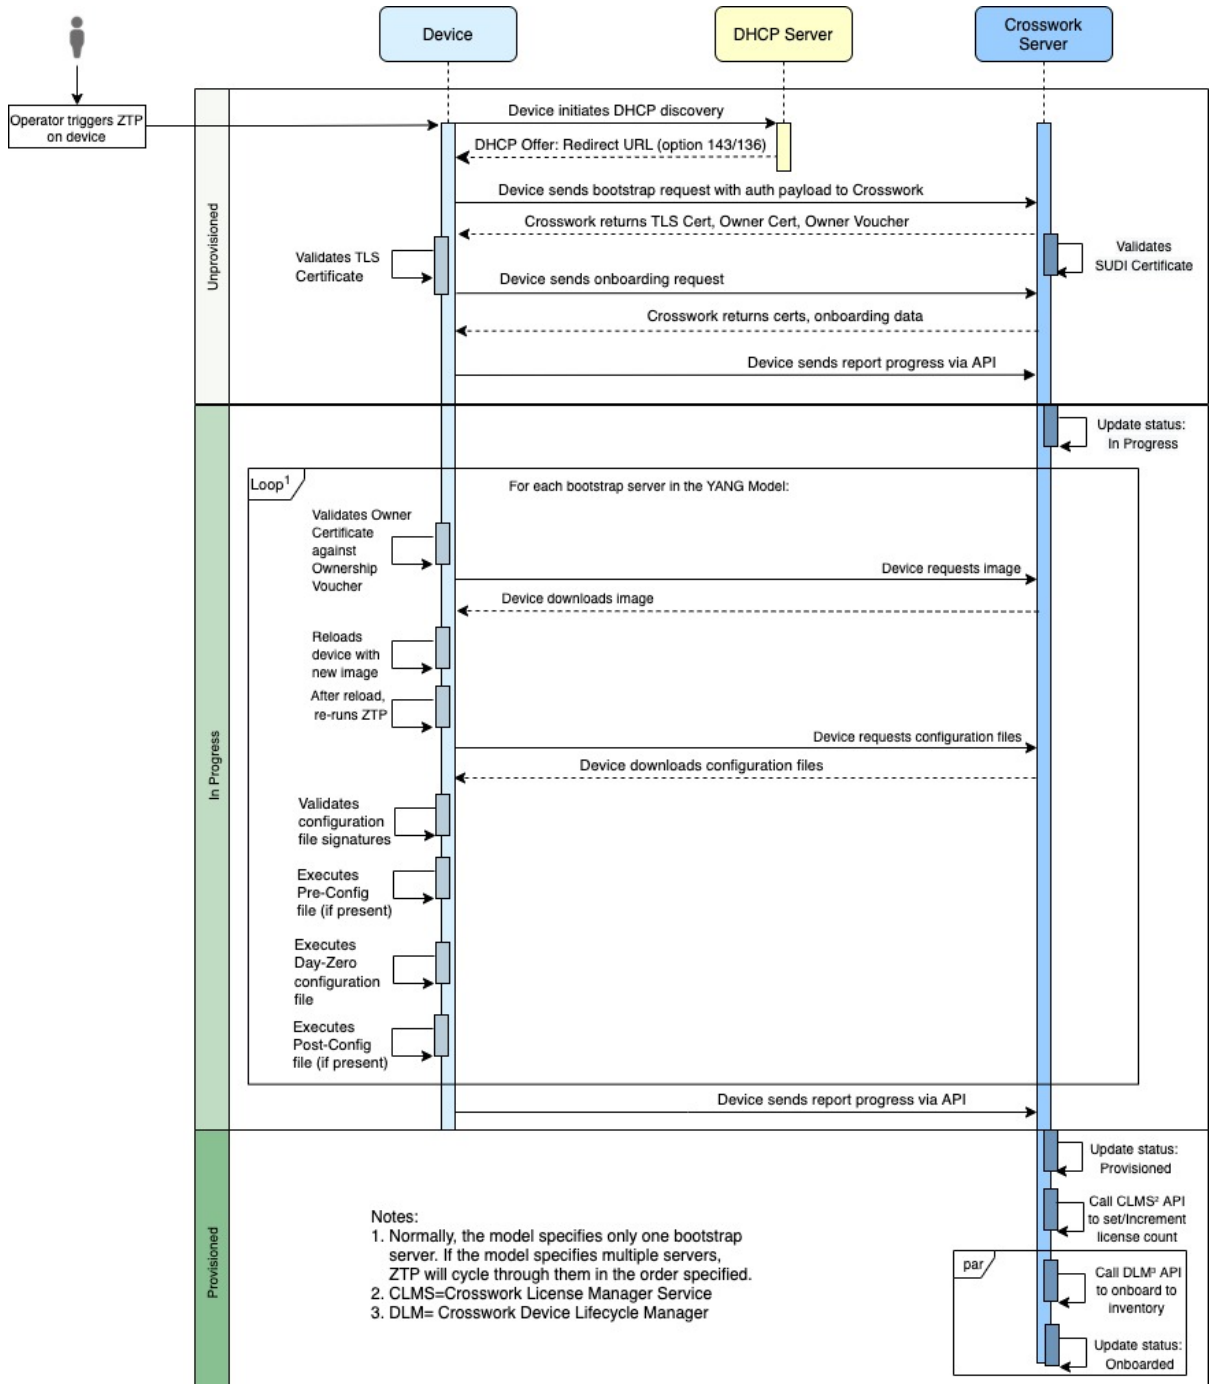 Device
DHCP Server
Crosswork
Server
Operator triggers ZTP
on device
Unprovisioned
Device initiates DHCP discovery
DHCP Offer: Redirect URL (option 143/136)
Device sends bootstrap request with auth payload to Crosswork
Crosswork returns TLS Cert, Owner Cert, Owner Voucher
Validates TLS
Certificate
Validates
SUDI Certificate
Device sends onboarding request
Crosswork returns certs, onboarding data
Device sends report progress via API
In Progress
Update status:
In Progress
Loop¹
For each bootstrap server in the YANG Model:
Validates Owner
Certificate
against
Ownership
Voucher
Device requests image
Device downloads image
Reloads
device with
new image
After reload,
re-runs ZTP
Device requests configuration files
Device downloads configuration files
Validates
configuration
file signatures
Executes
Pre-Config
file (if present)
Executes
Day-Zero
configuration
file
Executes
Post-Config
file (if present)
Device sends report progress via API
Provisioned
Update status:
Provisioned
Call CLMS² API
to set/Increment
license count
par
Call DLM³ API
to onboard to
inventory
Update status:
Onboarded
Notes:
1. Normally, the model specifies only one bootstrap
server. If the model specifies multiple servers,
ZTP will cycle through them in the order specified.
2. CLMS=Crosswork License Manager Service
3. DLM= Crosswork Device Lifecycle Manager